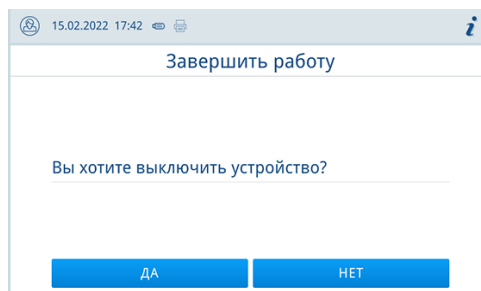 15.02.2022 17:42 i
Завершить работу
Вы хотите выключить устройство?
ДА НЕТ